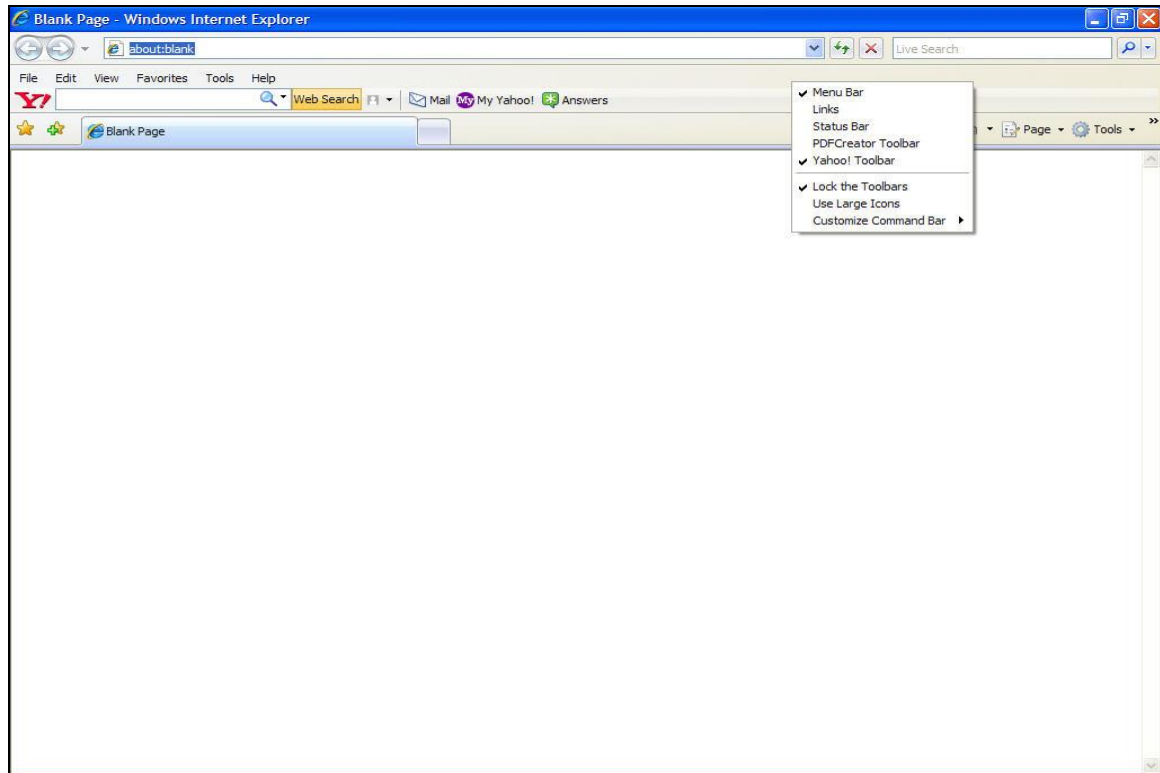 Blank Page - Windows Internet Explorer
about:blank
Live Search
File Edit View Favorites Tools Help
Y! Web Search Mail My My Yahoo! Answers
Blank Page
Page Tools »
Menu Bar
Links
Status Bar
PDFCreator Toolbar
Yahoo! Toolbar
Lock the Toolbars
Use Large Icons
Customize Command Bar